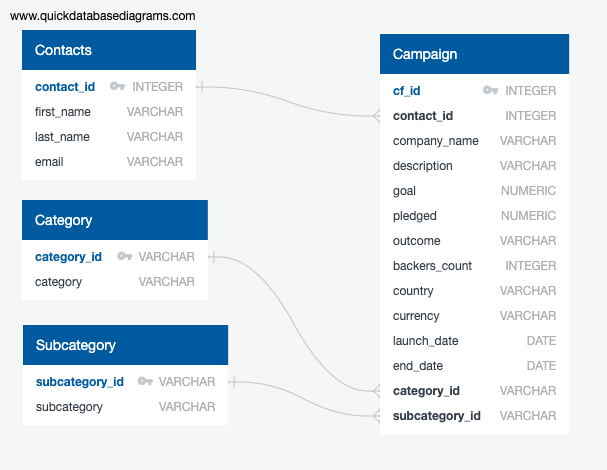 www.quickdatabasediagrams.com
Contacts
contact_id INTEGER
first_name VARCHAR
last_name VARCHAR
email VARCHAR
Category
category_id VARCHAR
category VARCHAR
Subcategory
subcategory_id VARCHAR
subcategory VARCHAR
Campaign
cf_id INTEGER
contact_id INTEGER
company_name VARCHAR
description VARCHAR
goal NUMERIC
pledged NUMERIC
outcome VARCHAR
backers_count INTEGER
country VARCHAR
currency VARCHAR
launch_date DATE
end_date DATE
category_id VARCHAR
subcategory_id VARCHAR